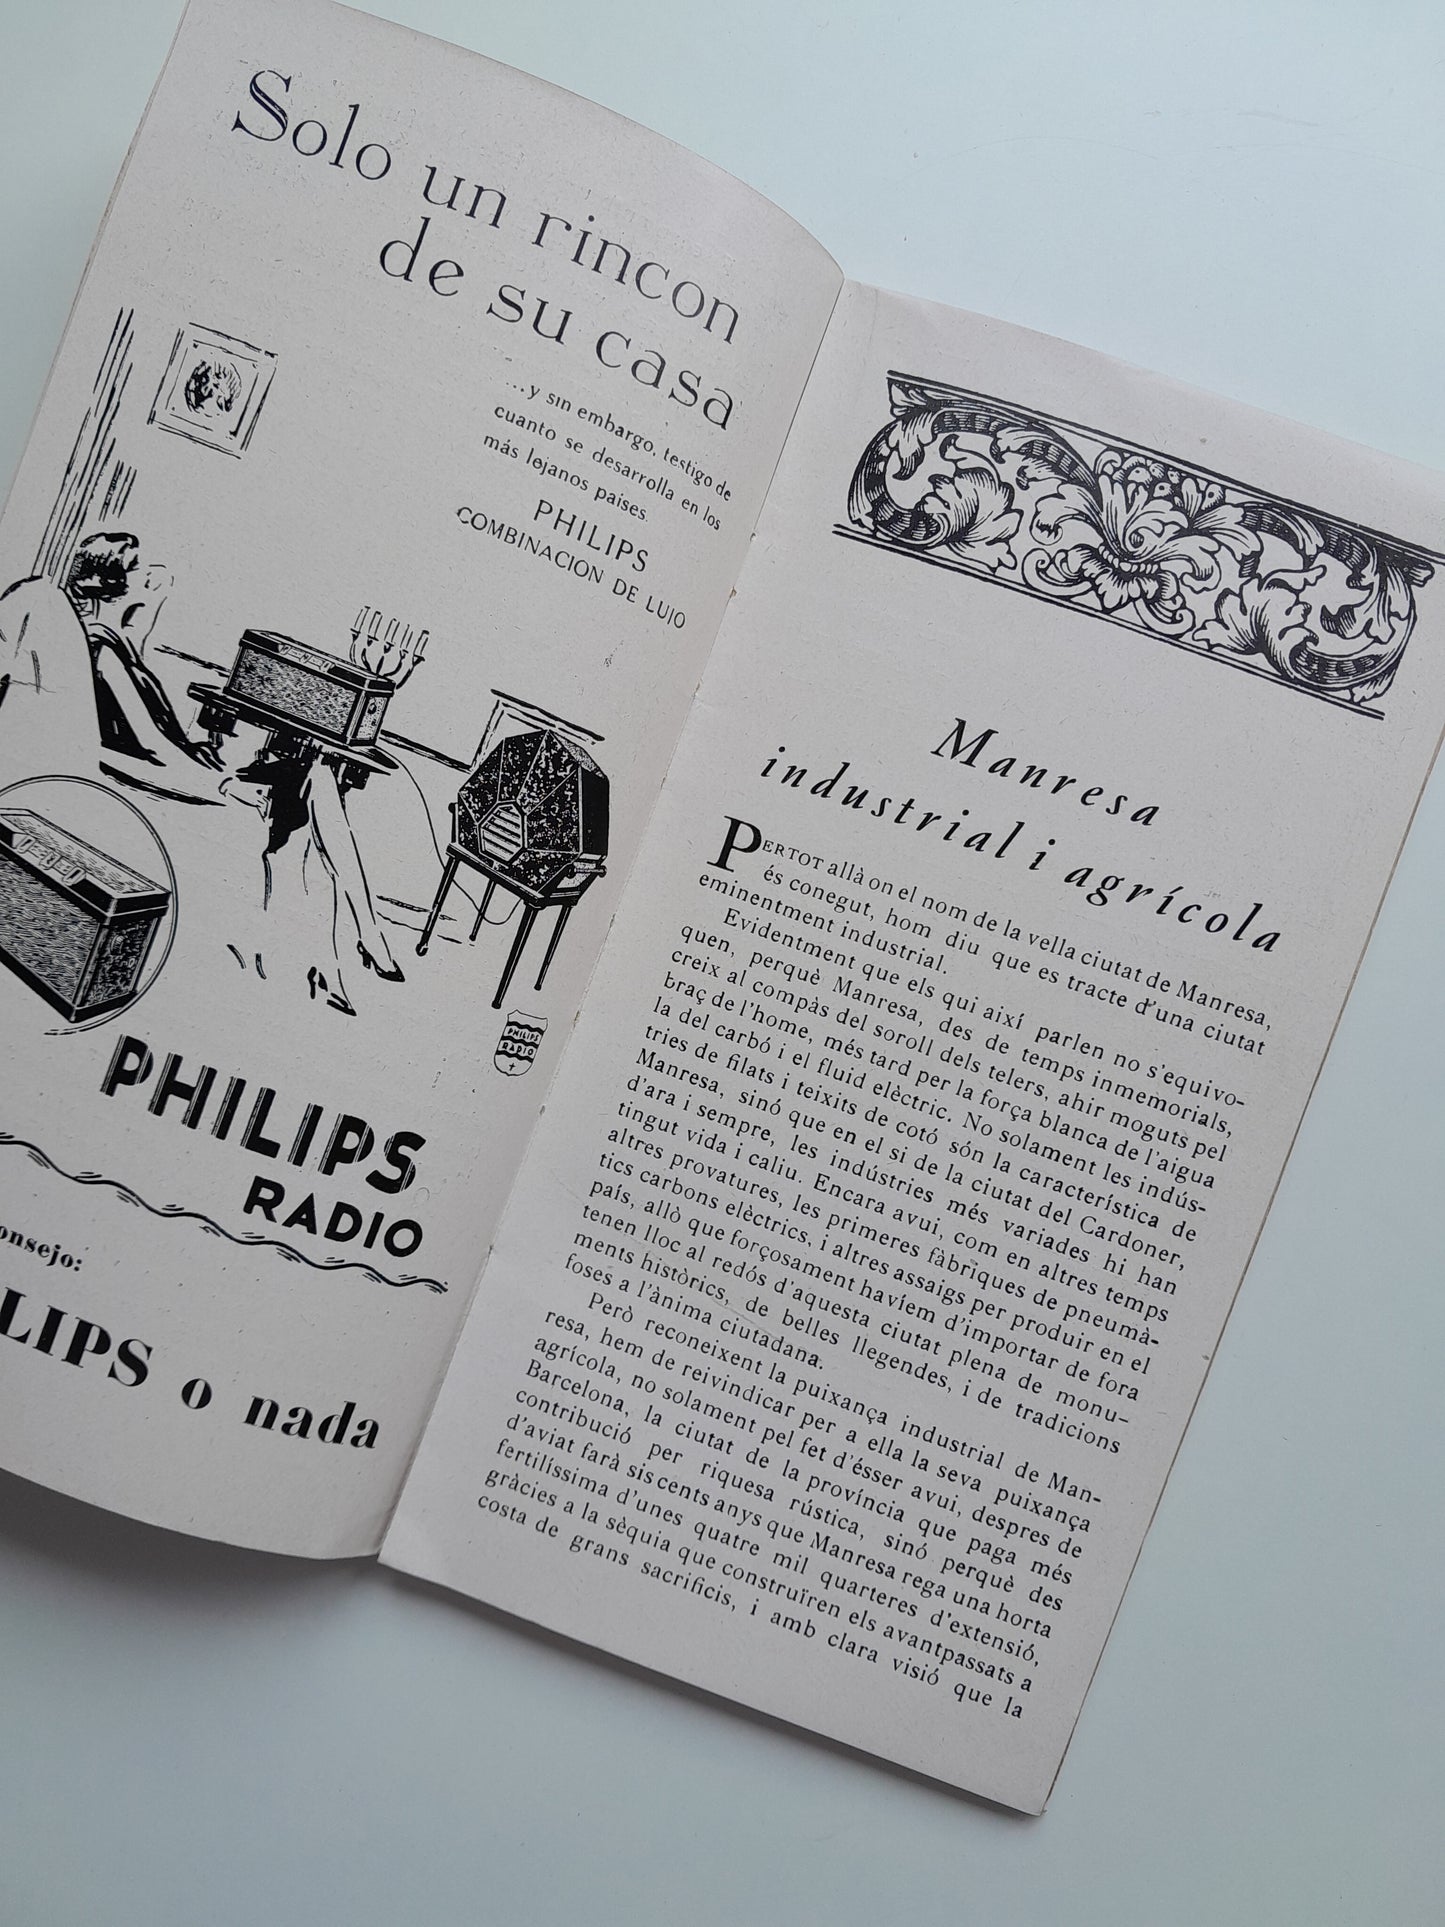 Solo un rincon
de su casa
...y sin embargo, testigo de
cuanto se desarrolla en los
más lejanos países.
PHILIPS
COMBINACION DE LUJO
PHILIPS
RADIO
PHILIPS
RADIO
onsejo:
LIPS o nada
Manresa
industrial i agrícola
PERTOT allà on el nom de la vella ciutat de Manresa,
és conegut, hom diu que es tracte d'una ciutat
eminentment industrial.
Evidentment que els qui així parlen no s'equivo-
quen, perquè Manresa, des de temps inmemorials,
creix al compàs del soroll dels telers, ahir moguts pel
braç de l'home, més tard per la força blanca de l'aigua
la del carbó i el fluid elèctric. No solament les indús-
tries de filats i teixits de cotó són la característica de
Manresa, sinó que en el si de la ciutat del Cardoner,
d'ara i sempre, les indústries més variades hi han
tingut vida i caliu. Encara avui, com en altres temps
altres provatures, les primeres fàbriques de pneumà-
tics carbons elèctrics, i altres assaigs per produir en el
país, allò que forçosament havíem d'importar de fora
tenen lloc al redós d'aquesta ciutat plena de monu-
ments històrics, de belles llegendes, i de tradicions
foses a l'ànima ciutadana.
Però reconeixent la puixança industrial de Man-
resa, hem de reivindicar per a ella la seva puixança
agrícola, no solament pel fet d'ésser avui, despres de
Barcelona, la ciutat de la província que paga més
contribució per riquesa rústica, sinó perquè des
d'aviat farà sis cents anys que Manresa rega una horta
fertilíssima d'unes quatre mil quarteres d'extensió,
gràcies a la sèquia que construïren els avantpassats a
costa de grans sacrificis, i amb clara visió que la